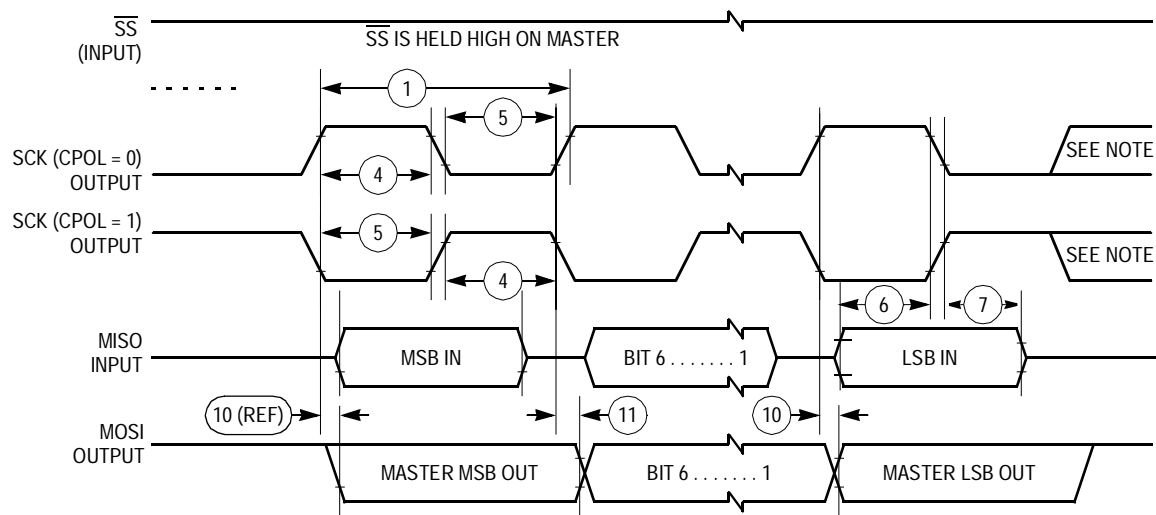 SS
(INPUT)
SS IS HELD HIGH ON MASTER
1
5
SCK (CPOL = 0)
OUTPUT
4
SEE NOTE
SCK (CPOL = 1)
OUTPUT
5
4
SEE NOTE
6
7
MISO
INPUT
MSB IN
BIT 6 . . . . . . . 1
LSB IN
10 (REF)
11
10
MOSI
OUTPUT
MASTER MSB OUT
BIT 6 . . . . . . . 1
MASTER LSB OUT